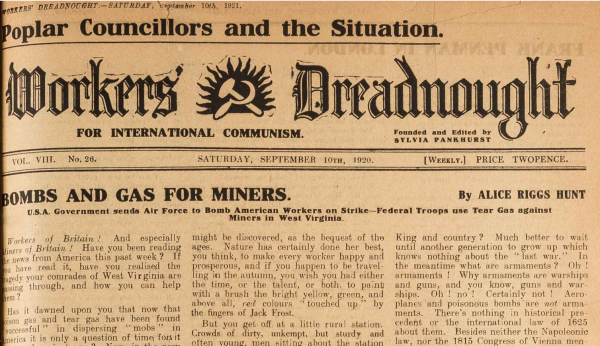 WORKERS' DREADNOUGHT.—SATURDAY, September 10th, 1921.
Poplar Councillors and the Situation.
Workers' Dreadnought
FOR INTERNATIONAL COMMUNISM.
Founded and Edited by
SYLVIA PANKHURST
VOL. VIII. No. 26. SATURDAY, SEPTEMBER 10TH, 1920. [WEEKLY.] PRICE TWOPENCE.
BOMBS AND GAS FOR MINERS. By ALICE RIGGS HUNT
U.S.A. Government sends Air Force to Bomb American Workers on Strike—Federal Troops use Tear Gas against
Miners in West Virginia.
Workers of Britain! And especially
Miners of Britain! Have you been reading
the news from America this past week? If
you have read it, have you realised the
tragedy your comrades of West Virginia are
passing through, and how you can help
them?
Has it dawned upon you that now that
poison gas and tear gas have been found
"successful" in dispersing "mobs" in
America it is only a question of time for it
might be discovered, as the bequest of the
ages. Nature has certainly done her best,
you think, to make every worker happy and
prosperous, and if you happen to be travel-
ling in the autumn, you wish you had either
the time, or the talent, or both, to paint
with a brush the bright yellow, green, and
above all, red colours "touched up" by
the fingers of Jack Frost.
But you get off at a little rural station.
Crowds of dirty, unkempt, but sturdy and
often young, men sitting about the station
King and country? Much better to wait
until another generation to grow up which
knows nothing about the "last war." In
the meantime what are armaments? Oh!
armaments! Why armaments are warships
and guns, and you know, guns and war-
ships. Oh! no! Certainly not! Aero-
planes and poisonous bombs are not arma-
ments. There's nothing in historical pre-
cedent or the international law of 1625
about them. Besides neither the Napoleonic
law, nor the 1815 Congress of Vienna men-